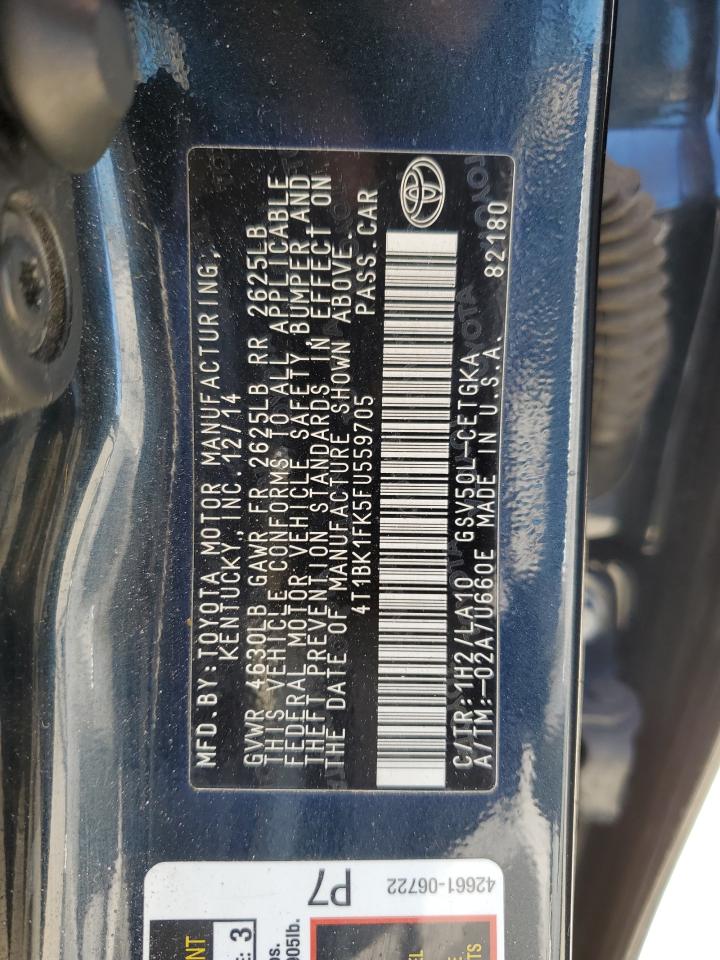 MFD.BY:TOYOTA MOTOR MANUFACTURING,
KENTUCKY, INC. 12/14
GVWR 4630LB GAWR FR 2625LB RR 2625LB
THIS VEHICLE CONFORMS TO ALL APPLICABLE
FEDERAL MOTOR VEHICLE SAFETY, BUMPER AND
THEFT PREVENTION STANDARDS IN EFFECT ON
THE DATE OF MANUFACTURE SHOWN ABOVE.
4T1BK1FK5FU559705 PASS.CAR
C/TR:1H2/LA10 GSV50L-CETGKA
A/TM:-02A/U660E MADE IN U.S.A. 82180
P7
42661-06722
3